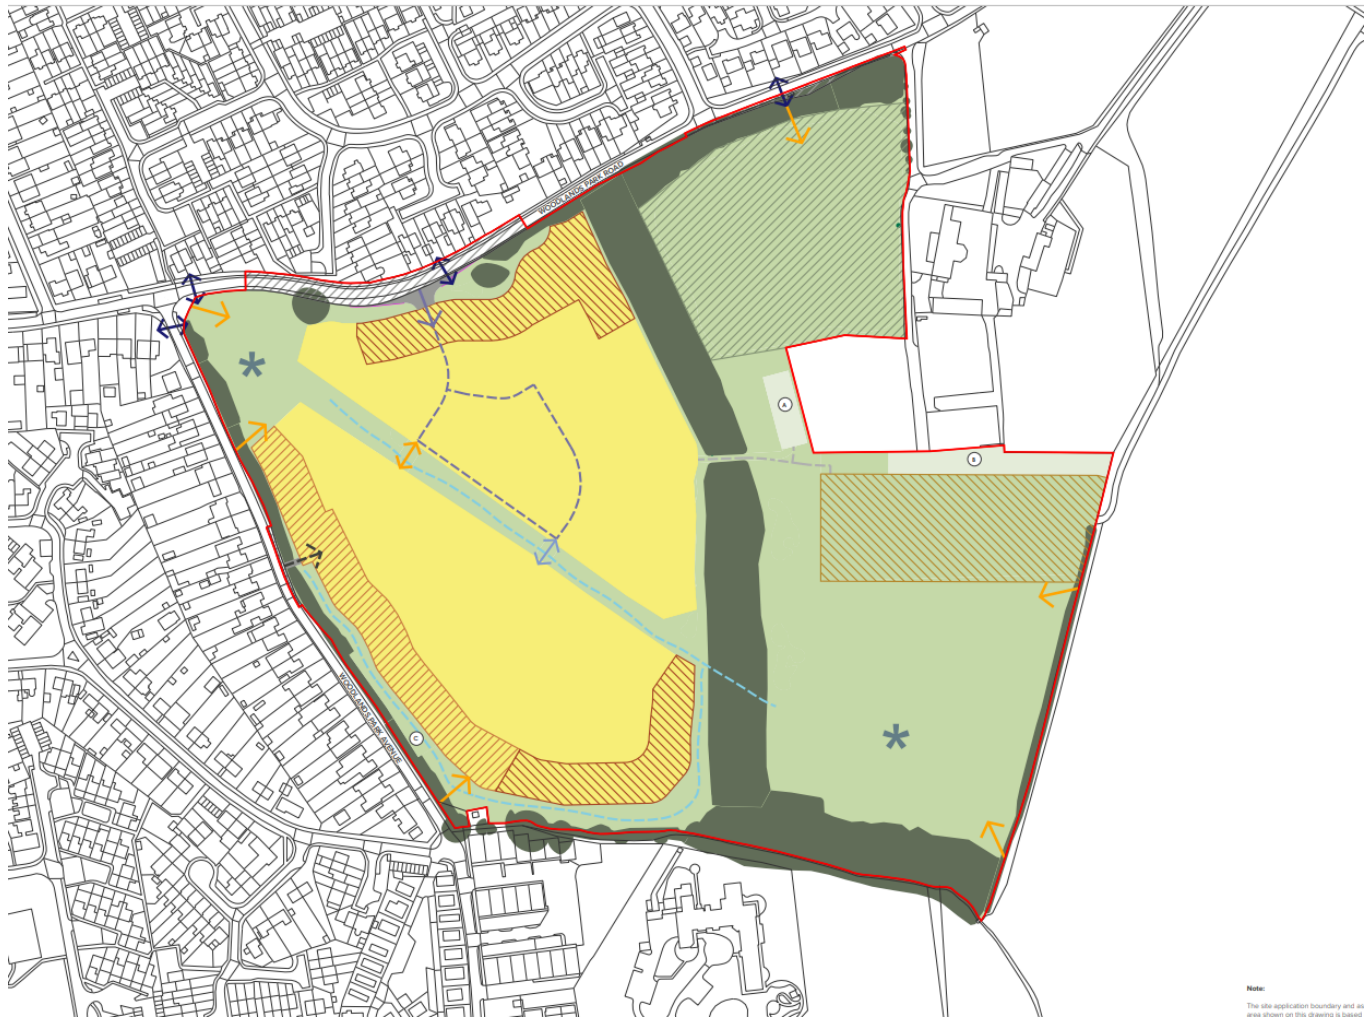 WOODLANDS PARK ROAD
A
B
WOODLANDS PARK AVENUE
C
Note:
The site application boundary and as
area shown on this drawing is based